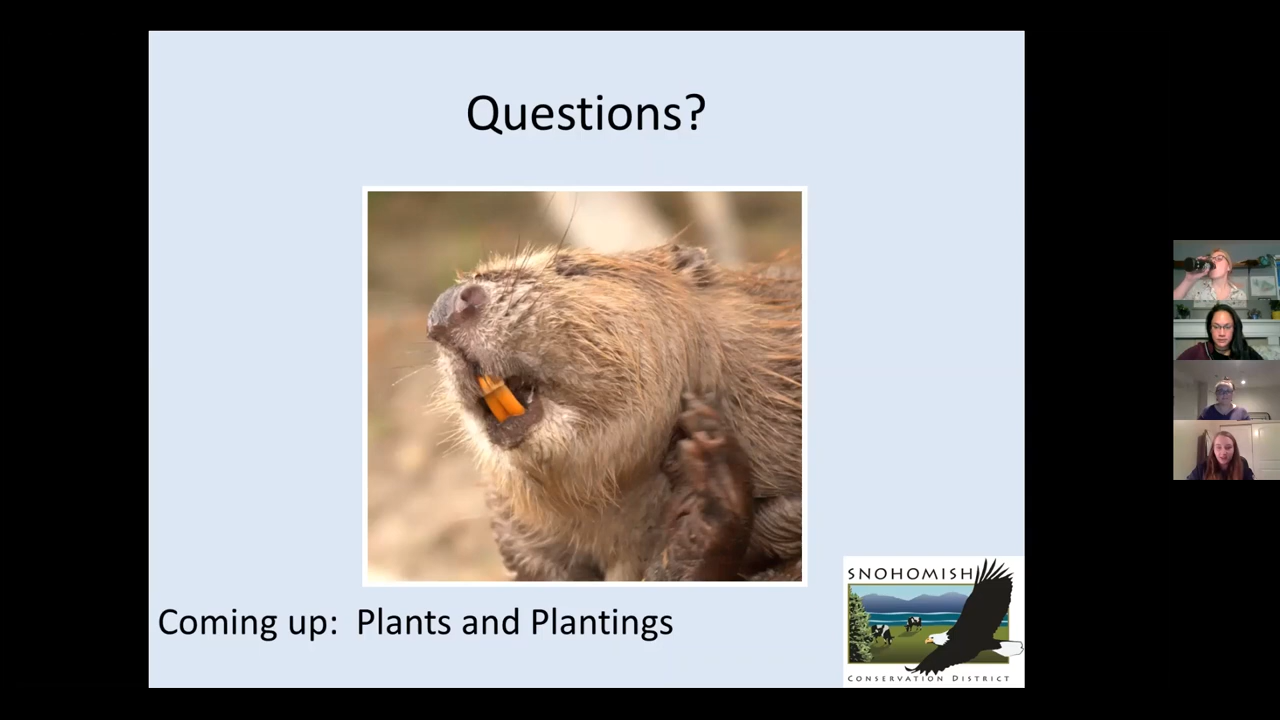 Questions?
Coming up:  Plants and Plantings
SNOHOMISH
CONSERVATION DISTRICT